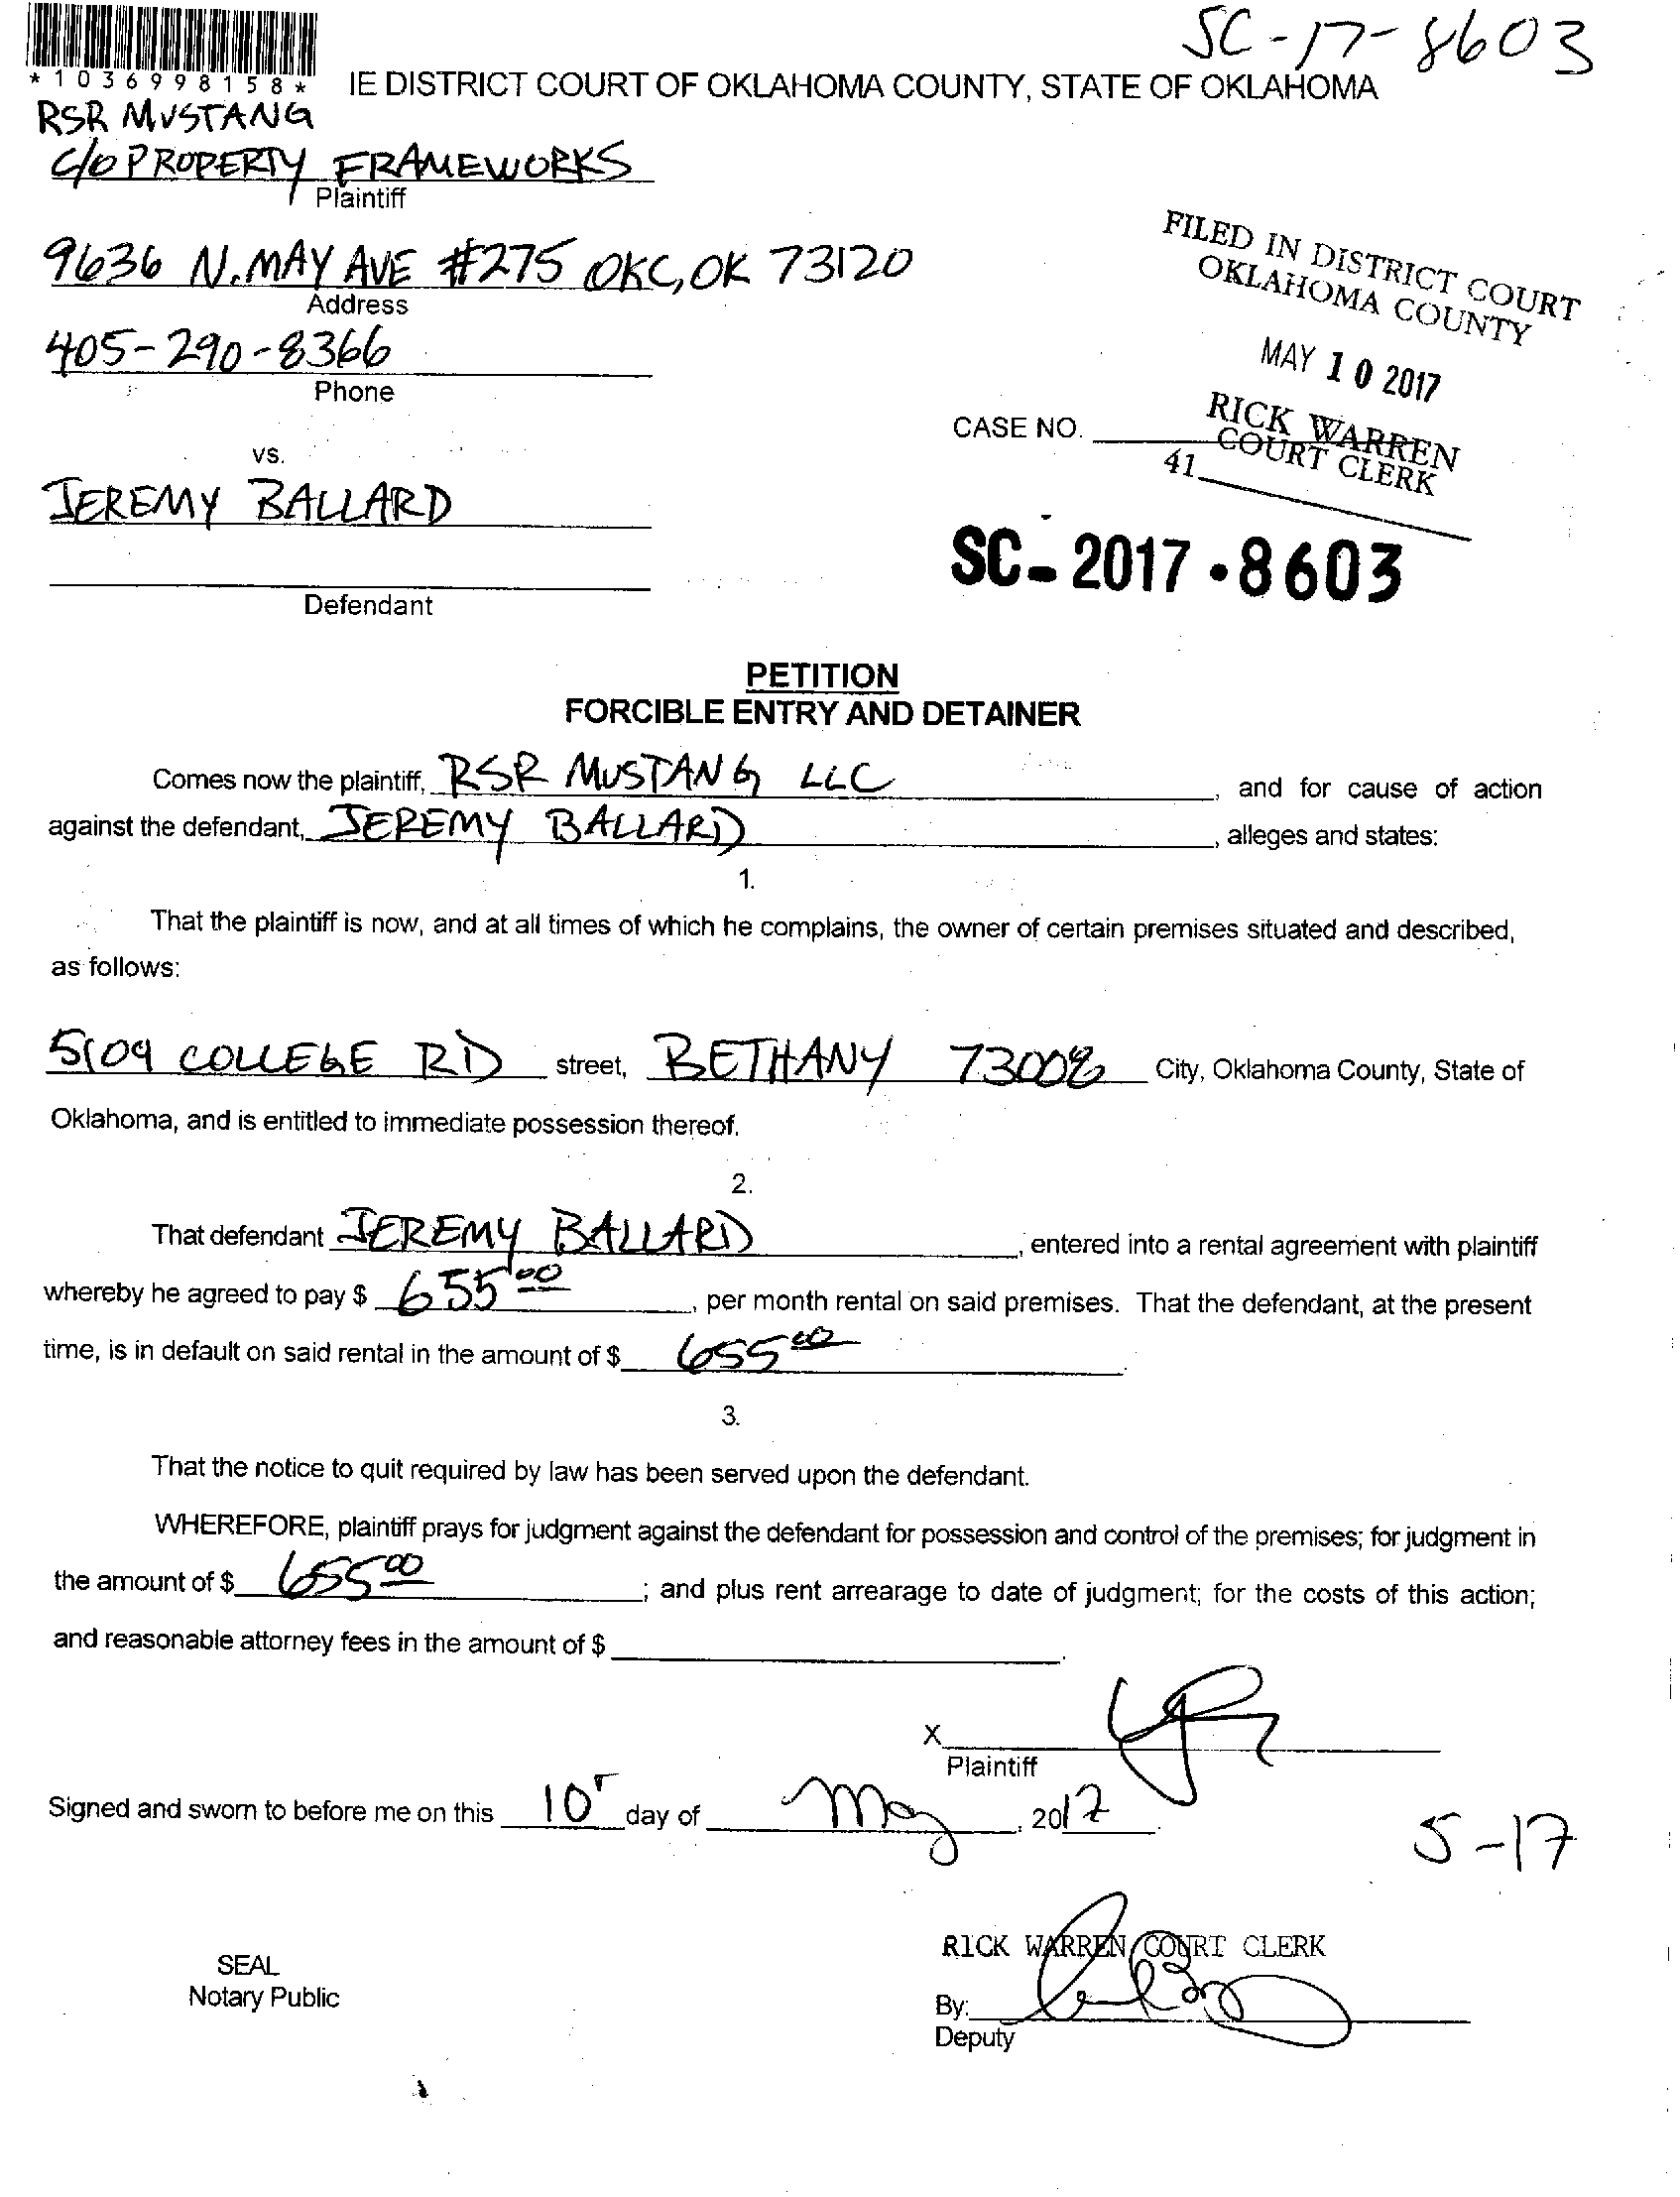 SC-17-8603
*1036998158* IE DISTRICT COURT OF OKLAHOMA COUNTY, STATE OF OKLAHOMA
RSR MUSTANG
C/O PROPERTY FRAMEWORKS
Plaintiff
9636 N. MAY AVE #275 OKC, OK 73120
Address
405-290-8366
Phone
FILED IN DISTRICT COURT
OKLAHOMA COUNTY
MAY 10 2017
RICK WARREN
COURT CLERK
41
CASE NO.
vs.
JEREMY BALLARD
Defendant
SC-2017-8603
PETITION
FORCIBLE ENTRY AND DETAINER
Comes now the plaintiff, RSR MUSTANG LLC, and for cause of action
against the defendant, JEREMY BALLARD, alleges and states:
1.
That the plaintiff is now, and at all times of which he complains, the owner of certain premises situated and described,
as follows:
5109 COLLEGE RD street, BETHANY 73008 City, Oklahoma County, State of
Oklahoma, and is entitled to immediate possession thereof.
2.
That defendant JEREMY BALLARD, entered into a rental agreement with plaintiff
whereby he agreed to pay $ 655 00, per month rental on said premises. That the defendant, at the present
time, is in default on said rental in the amount of $ 655 00.
3.
That the notice to quit required by law has been served upon the defendant.
WHEREFORE, plaintiff prays for judgment against the defendant for possession and control of the premises; for judgment in
the amount of $ 655 00; and plus rent arrearage to date of judgment; for the costs of this action;
and reasonable attorney fees in the amount of $.
X
Plaintiff
Signed and sworn to before me on this 10 day of May, 2017.
5-17
RICK WARREN COURT CLERK
SEAL
Notary Public
By:
Deputy